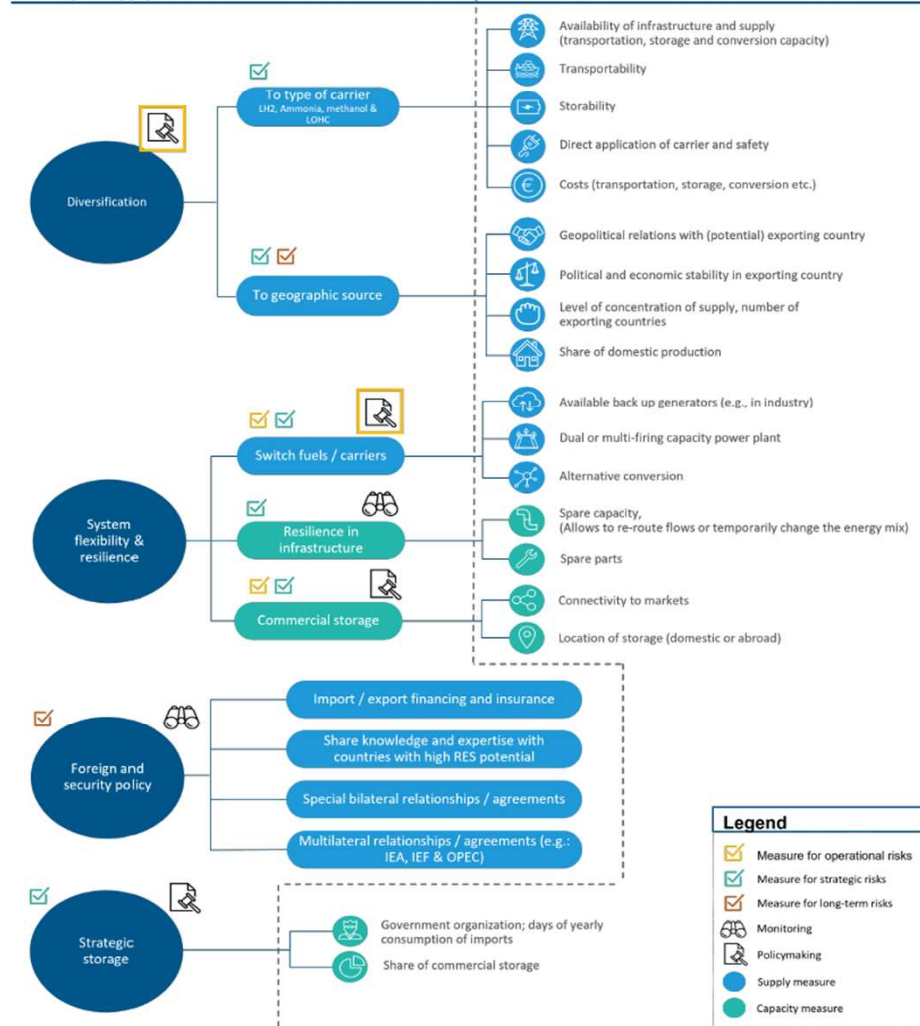 Availability of infrastructure and supply
(transportation, storage and conversion capacity)
To type of carrier
LH2, Ammonia, methanol &
LOHC
Transportability
Storability
Direct application of carrier and safety
Costs (transportation, storage, conversion etc.)
Diversification
To geographic source
Geopolitical relations with (potential) exporting country
Political and economic stability in exporting country
Level of concentration of supply, number of
exporting countries
Share of domestic production
System
flexibility &
resilience
Switch fuels / carriers
Available back up generators (e.g., in industry)
Dual or multi-firing capacity power plant
Alternative conversion
Resilience in
infrastructure
Spare capacity,
(Allows to re-route flows or temporarily change the energy mix)
Spare parts
Commercial storage
Connectivity to markets
Location of storage (domestic or abroad)
Foreign and
security policy
Import / export financing and insurance
Share knowledge and expertise with
countries with high RES potential
Special bilateral relationships / agreements
Multilateral relationships / agreements (e.g.:
IEA, IEF & OPEC)
Strategic
storage
Government organization; days of yearly
consumption of imports
Share of commercial storage
Legend
Measure for operational risks
Measure for strategic risks
Measure for long-term risks
Monitoring
Policymaking
Supply measure
Capacity measure